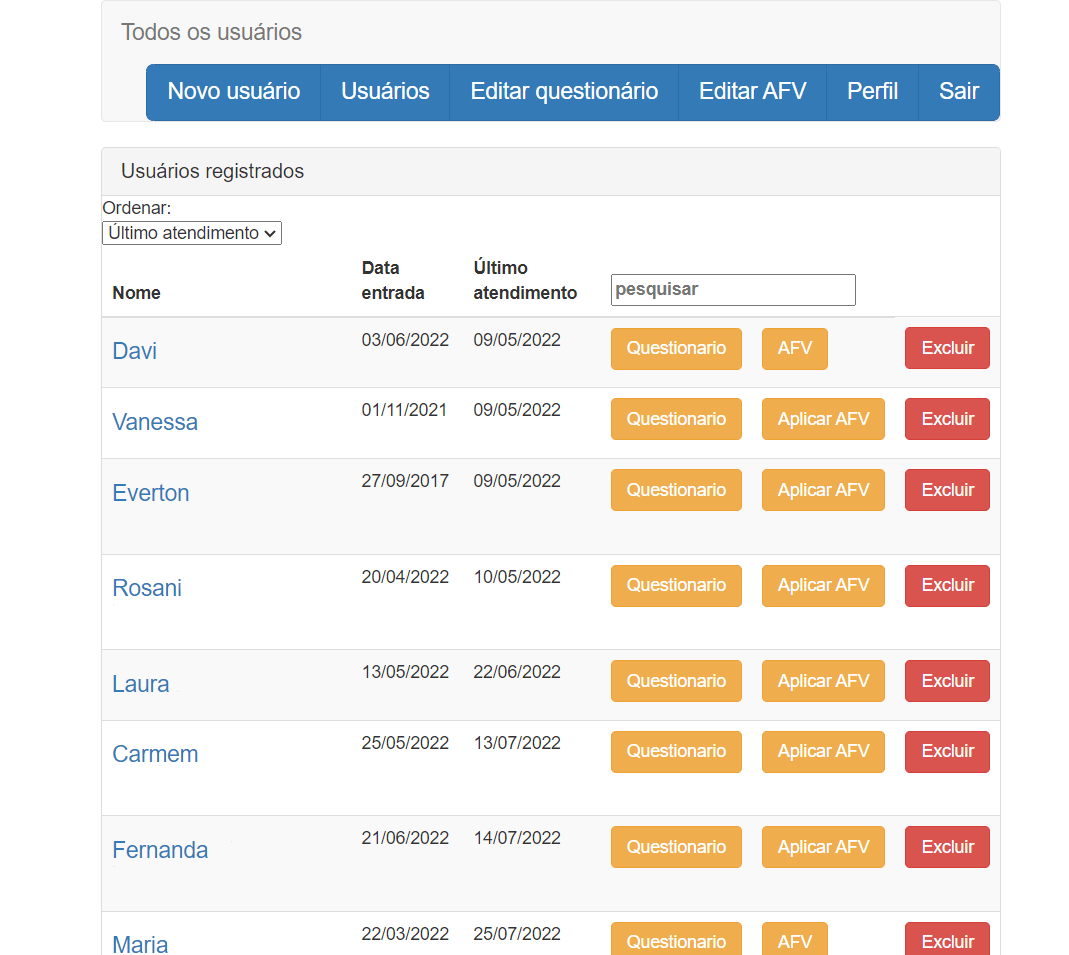 Todos os usuários
Novo usuário Usuários Editar questionário Editar AFV Perfil Sair
Usuários registrados
Ordenar:
Último atendimento
Nome Data entrada Último atendimento pesquisar
Davi 03/06/2022 09/05/2022 Questionario AFV Excluir
Vanessa 01/11/2021 09/05/2022 Questionario Aplicar AFV Excluir
Everton 27/09/2017 09/05/2022 Questionario Aplicar AFV Excluir
Rosani 20/04/2022 10/05/2022 Questionario Aplicar AFV Excluir
Laura 13/05/2022 22/06/2022 Questionario Aplicar AFV Excluir
Carmem 25/05/2022 13/07/2022 Questionario Aplicar AFV Excluir
Fernanda 21/06/2022 14/07/2022 Questionario Aplicar AFV Excluir
Maria 22/03/2022 25/07/2022 Questionario AFV Excluir